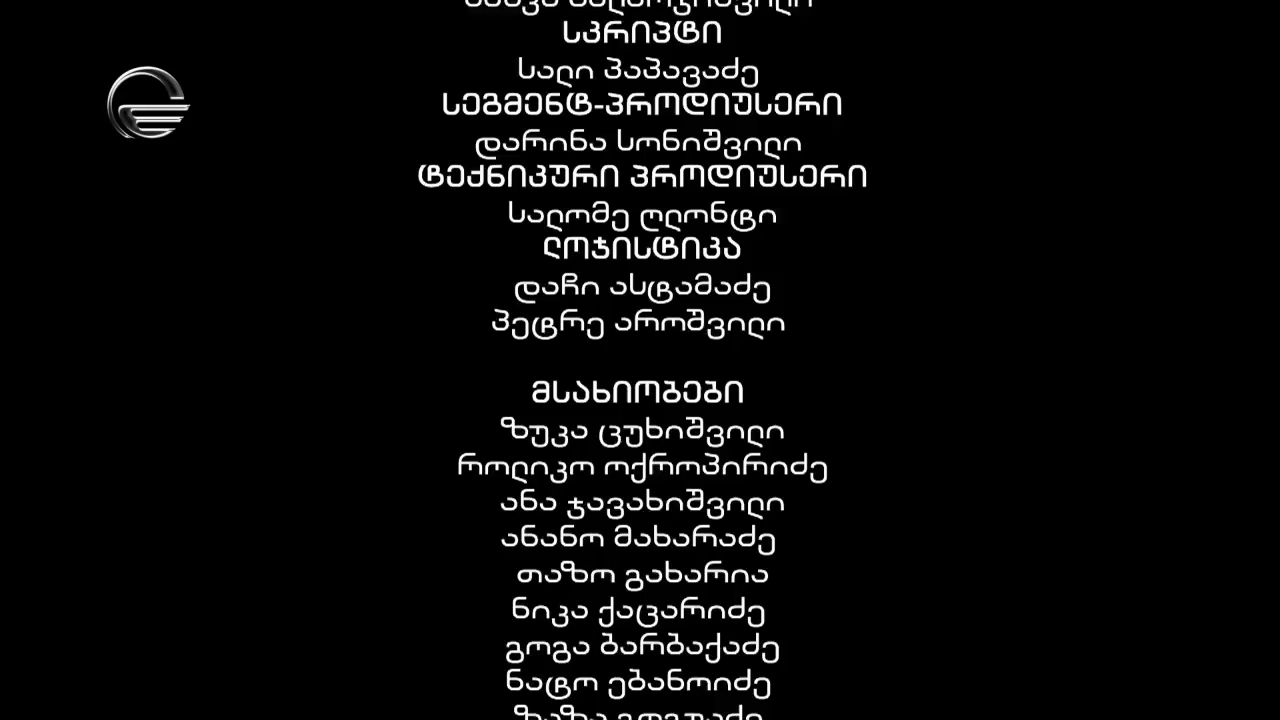 სკრიპტი
სალი პაპავაძე
სეგმენტ-პროდიუსერი
დარინა სონიშვილი
ტექნიკური პროდიუსერი
სალომე ღლონტი
ლოჯისტიკა
დაჩი ასტამაძე
პეტრე აროშვილი
მსახიობები
ზუკა ცუხიშვილი
როლიკო ოქროპირიძე
ანა ჯავახიშვილი
ანანო მახარაძე
თაზო გახარია
ნიკა ქაცარიძე
გოგა ბარბაქაძე
ნატო ებანოიძე